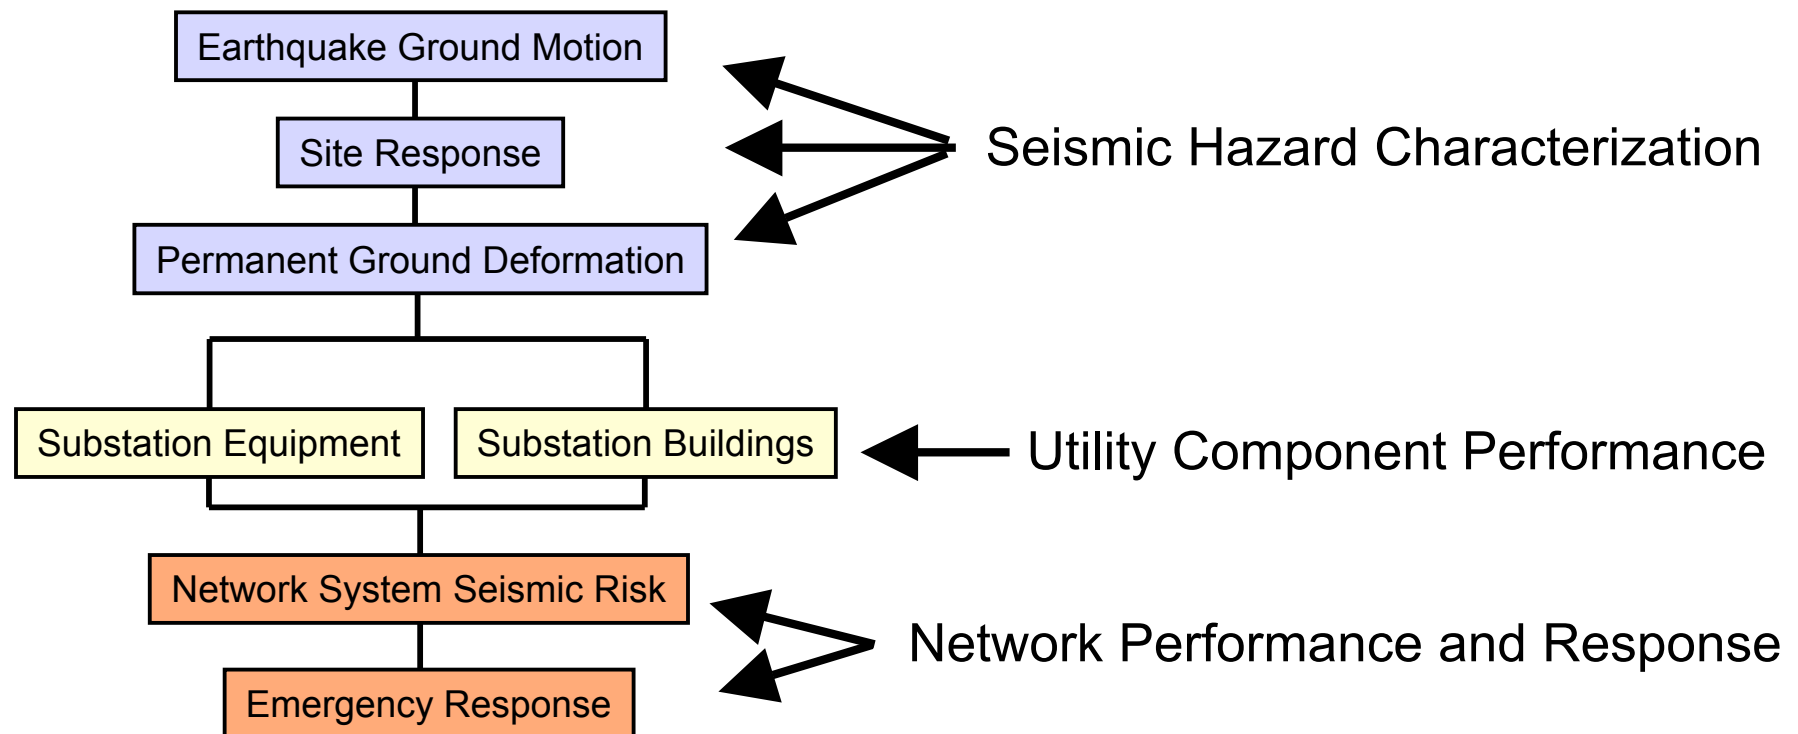 Earthquake Ground Motion
Site Response
Seismic Hazard Characterization
Permanent Ground Deformation
Substation Equipment
Substation Buildings
Utility Component Performance
Network System Seismic Risk
Network Performance and Response
Emergency Response